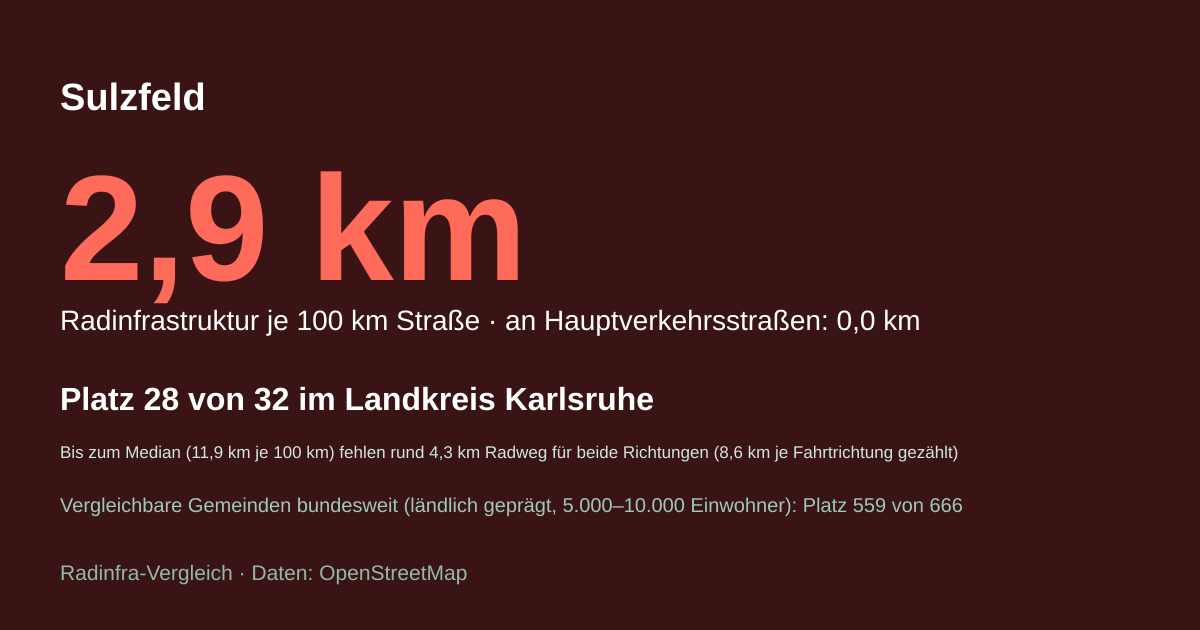 Sulzfeld
2,9 km
Radinfrastruktur je 100 km Straße · an Hauptverkehrsstraßen: 0,0 km
Platz 28 von 32 im Landkreis Karlsruhe
Bis zum Median (11,9 km je 100 km) fehlen rund 4,3 km Radweg für beide Richtungen (8,6 km je Fahrtrichtung gezählt)
Vergleichbare Gemeinden bundesweit (ländlich geprägt, 5.000–10.000 Einwohner): Platz 559 von 666
Radinfra-Vergleich · Daten: OpenStreetMap